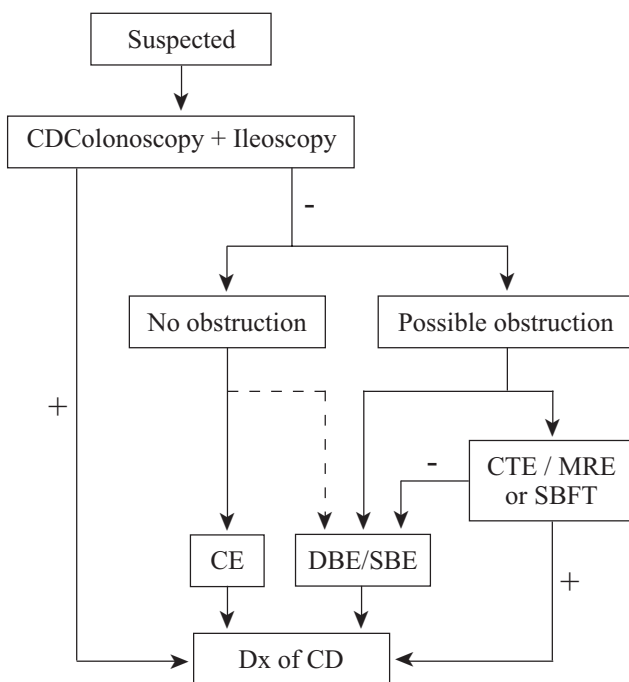 Suspected
CDColonoscopy + Ileoscopy
-
No obstruction
Possible obstruction
+
-
CTE / MRE
or SBFT
CE
DBE/SBE
+
Dx of CD